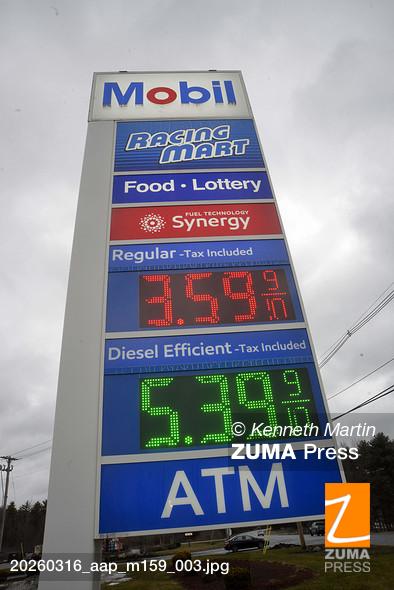 Mobil
RACING
MART
Food · Lottery
FUEL TECHNOLOGY
Synergy
Regular -Tax Included
3.59 9/10
Diesel Efficient -Tax Included
5.39 9/10
© Kenneth Martin
ZUMA Press
ATM
Z
ZUMA
PRESS
20260316_aap_m159_003.jpg